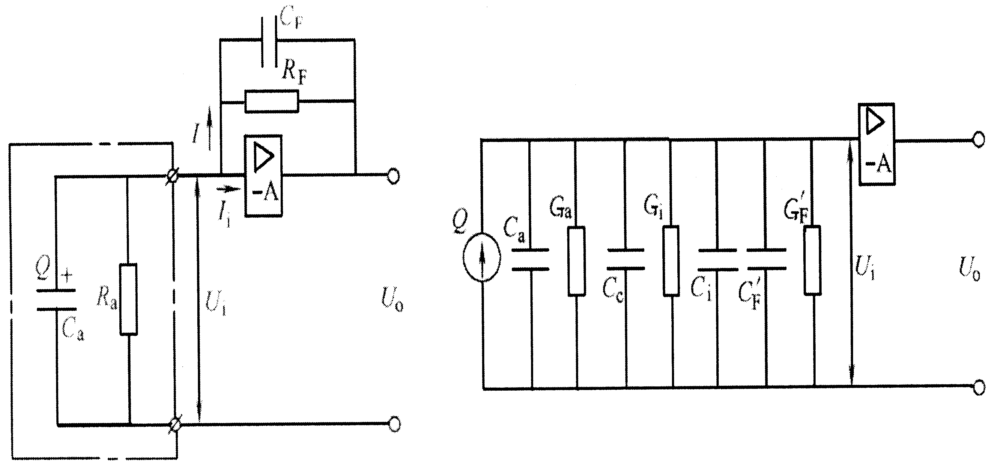 C_F
R_F
I
-A
I_i
Q +
R_a
C_a
U_i
U_o
-A
Q
C_a
G_a
C_c
G_i
C_i
C'_F
G'_F
U_i
U_o